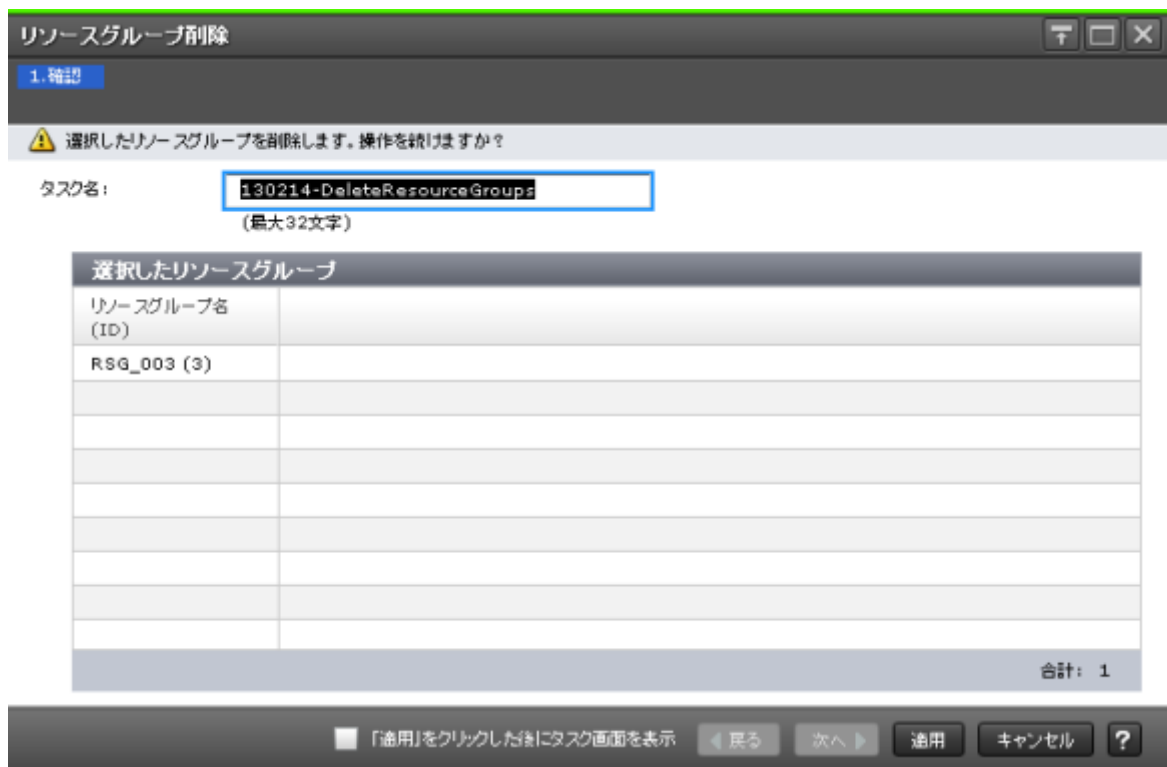 リソースグループ削除
1.確認
選択したリソースグループを削除します。操作を続けますか？
タスク名:
130214-DeleteResourceGroups
(最大32文字)
選択したリソースグループ
リソースグループ名
(ID)
RSG_003 (3)
合計: 1
「適用」をクリックした後にタスク画面を表示
戻る
次へ
適用
キャンセル
?